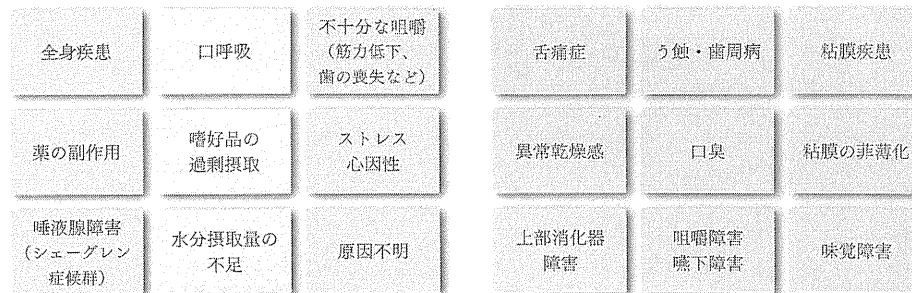 全身疾患
口呼吸
不十分な咀嚼
（筋力低下、
歯の喪失など）
薬の副作用
嗜好品の
過剰摂取
ストレス
心因性
唾液腺障害
（シェーグレン
症候群）
水分摂取量の
不足
原因不明
舌痛症
う蝕・歯周病
粘膜疾患
異常乾燥感
口臭
粘膜の菲薄化
上部消化器
障害
咀嚼障害
嚥下障害
味覚障害